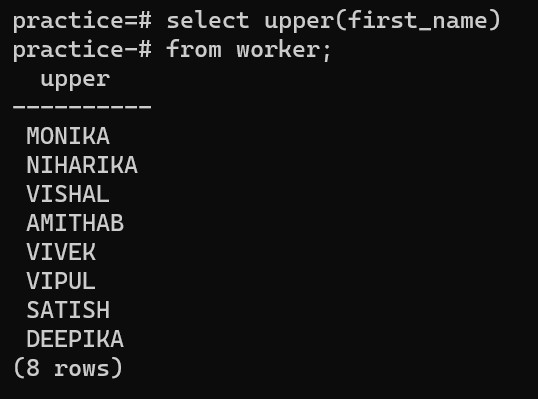 practice=# select upper(first_name)
practice-# from worker;
  upper
----------
 MONIKA
 NIHARIKA
 VISHAL
 AMITHAB
 VIVEK
 VIPUL
 SATISH
 DEEPIKA
(8 rows)